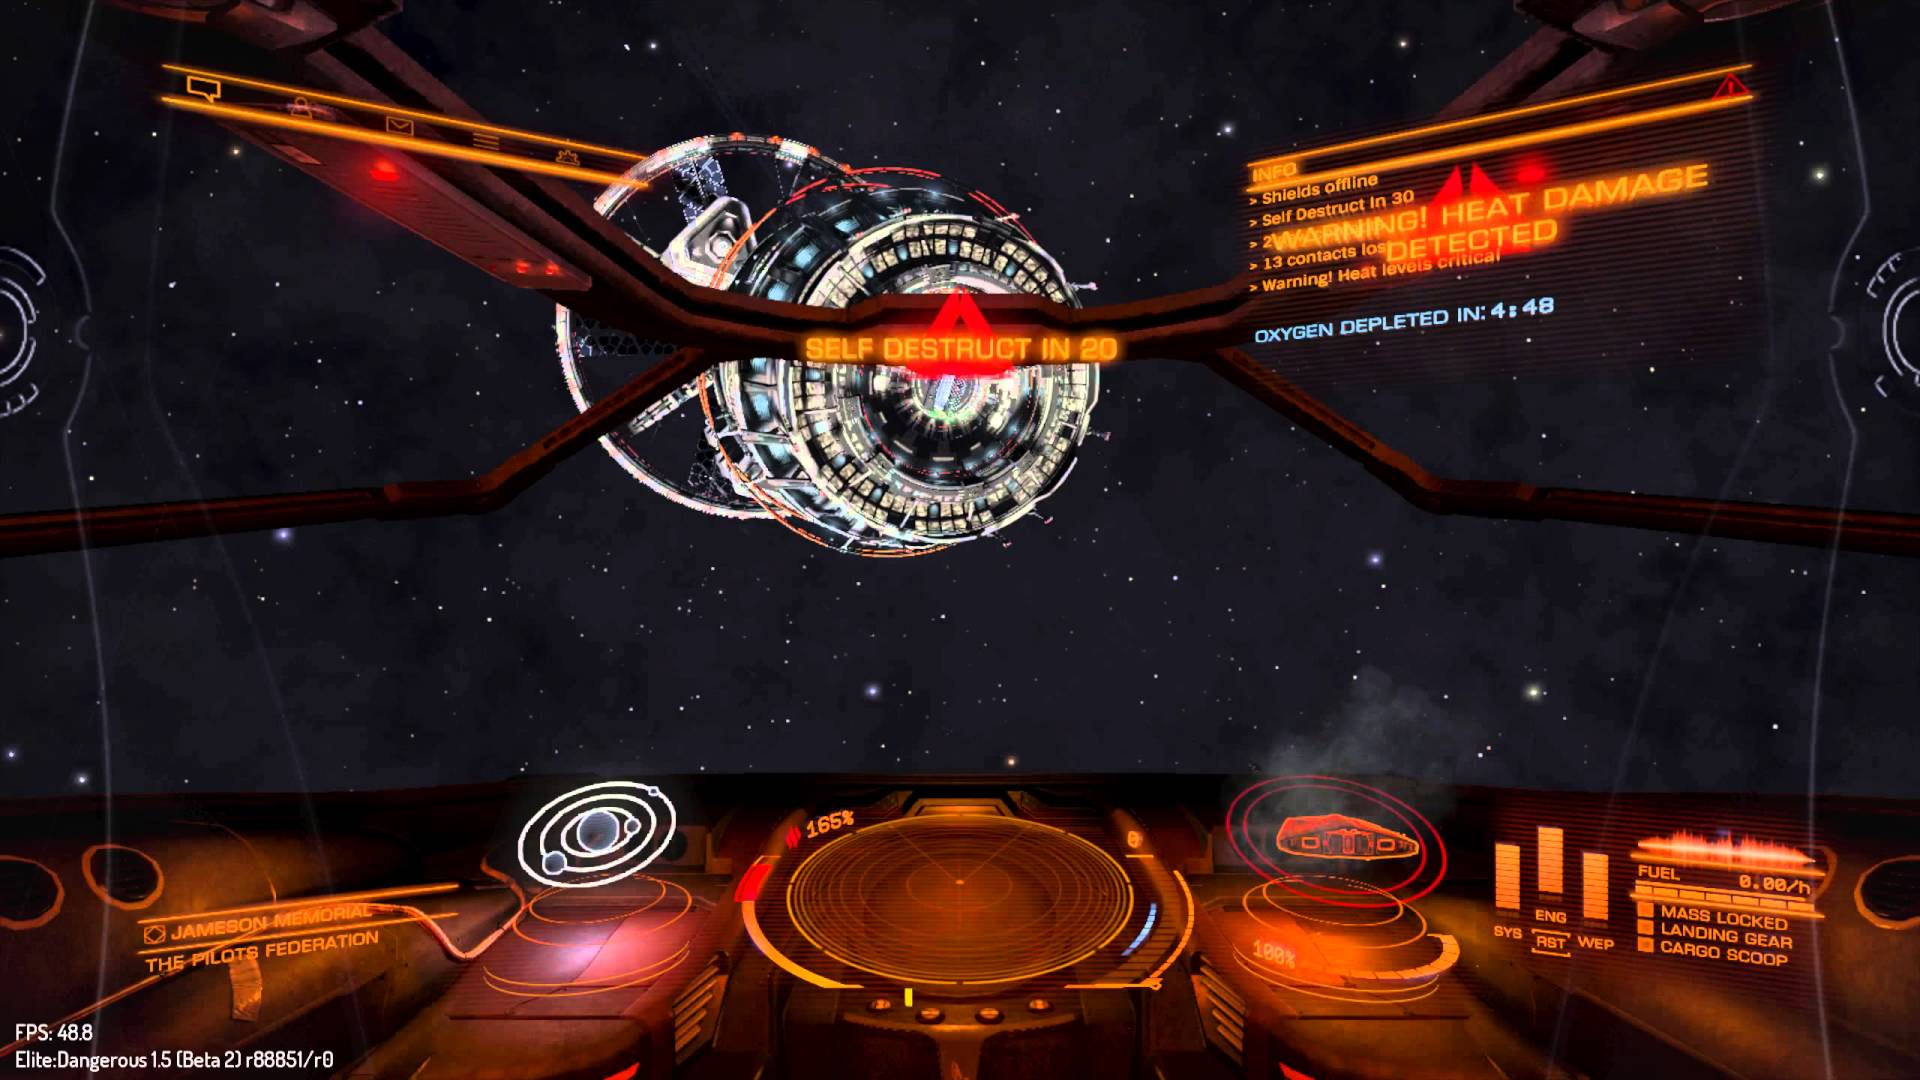 INFO
> Shields offline
> Self Destruct In 30
> 2
> 13 contacts los
> Warning! Heat levels critical
WARNING! HEAT DAMAGE
DETECTED
OXYGEN DEPLETED IN: 4:48
SELF DESTRUCT IN 20
165%
0
JAMESON MEMORIAL
THE PILOTS FEDERATION
100%
SYS
ENG
RST
WEP
FUEL
0.00/h
MASS LOCKED
LANDING GEAR
CARGO SCOOP
FPS: 48.8
Elite:Dangerous 1.5 (Beta 2) r88851/r0